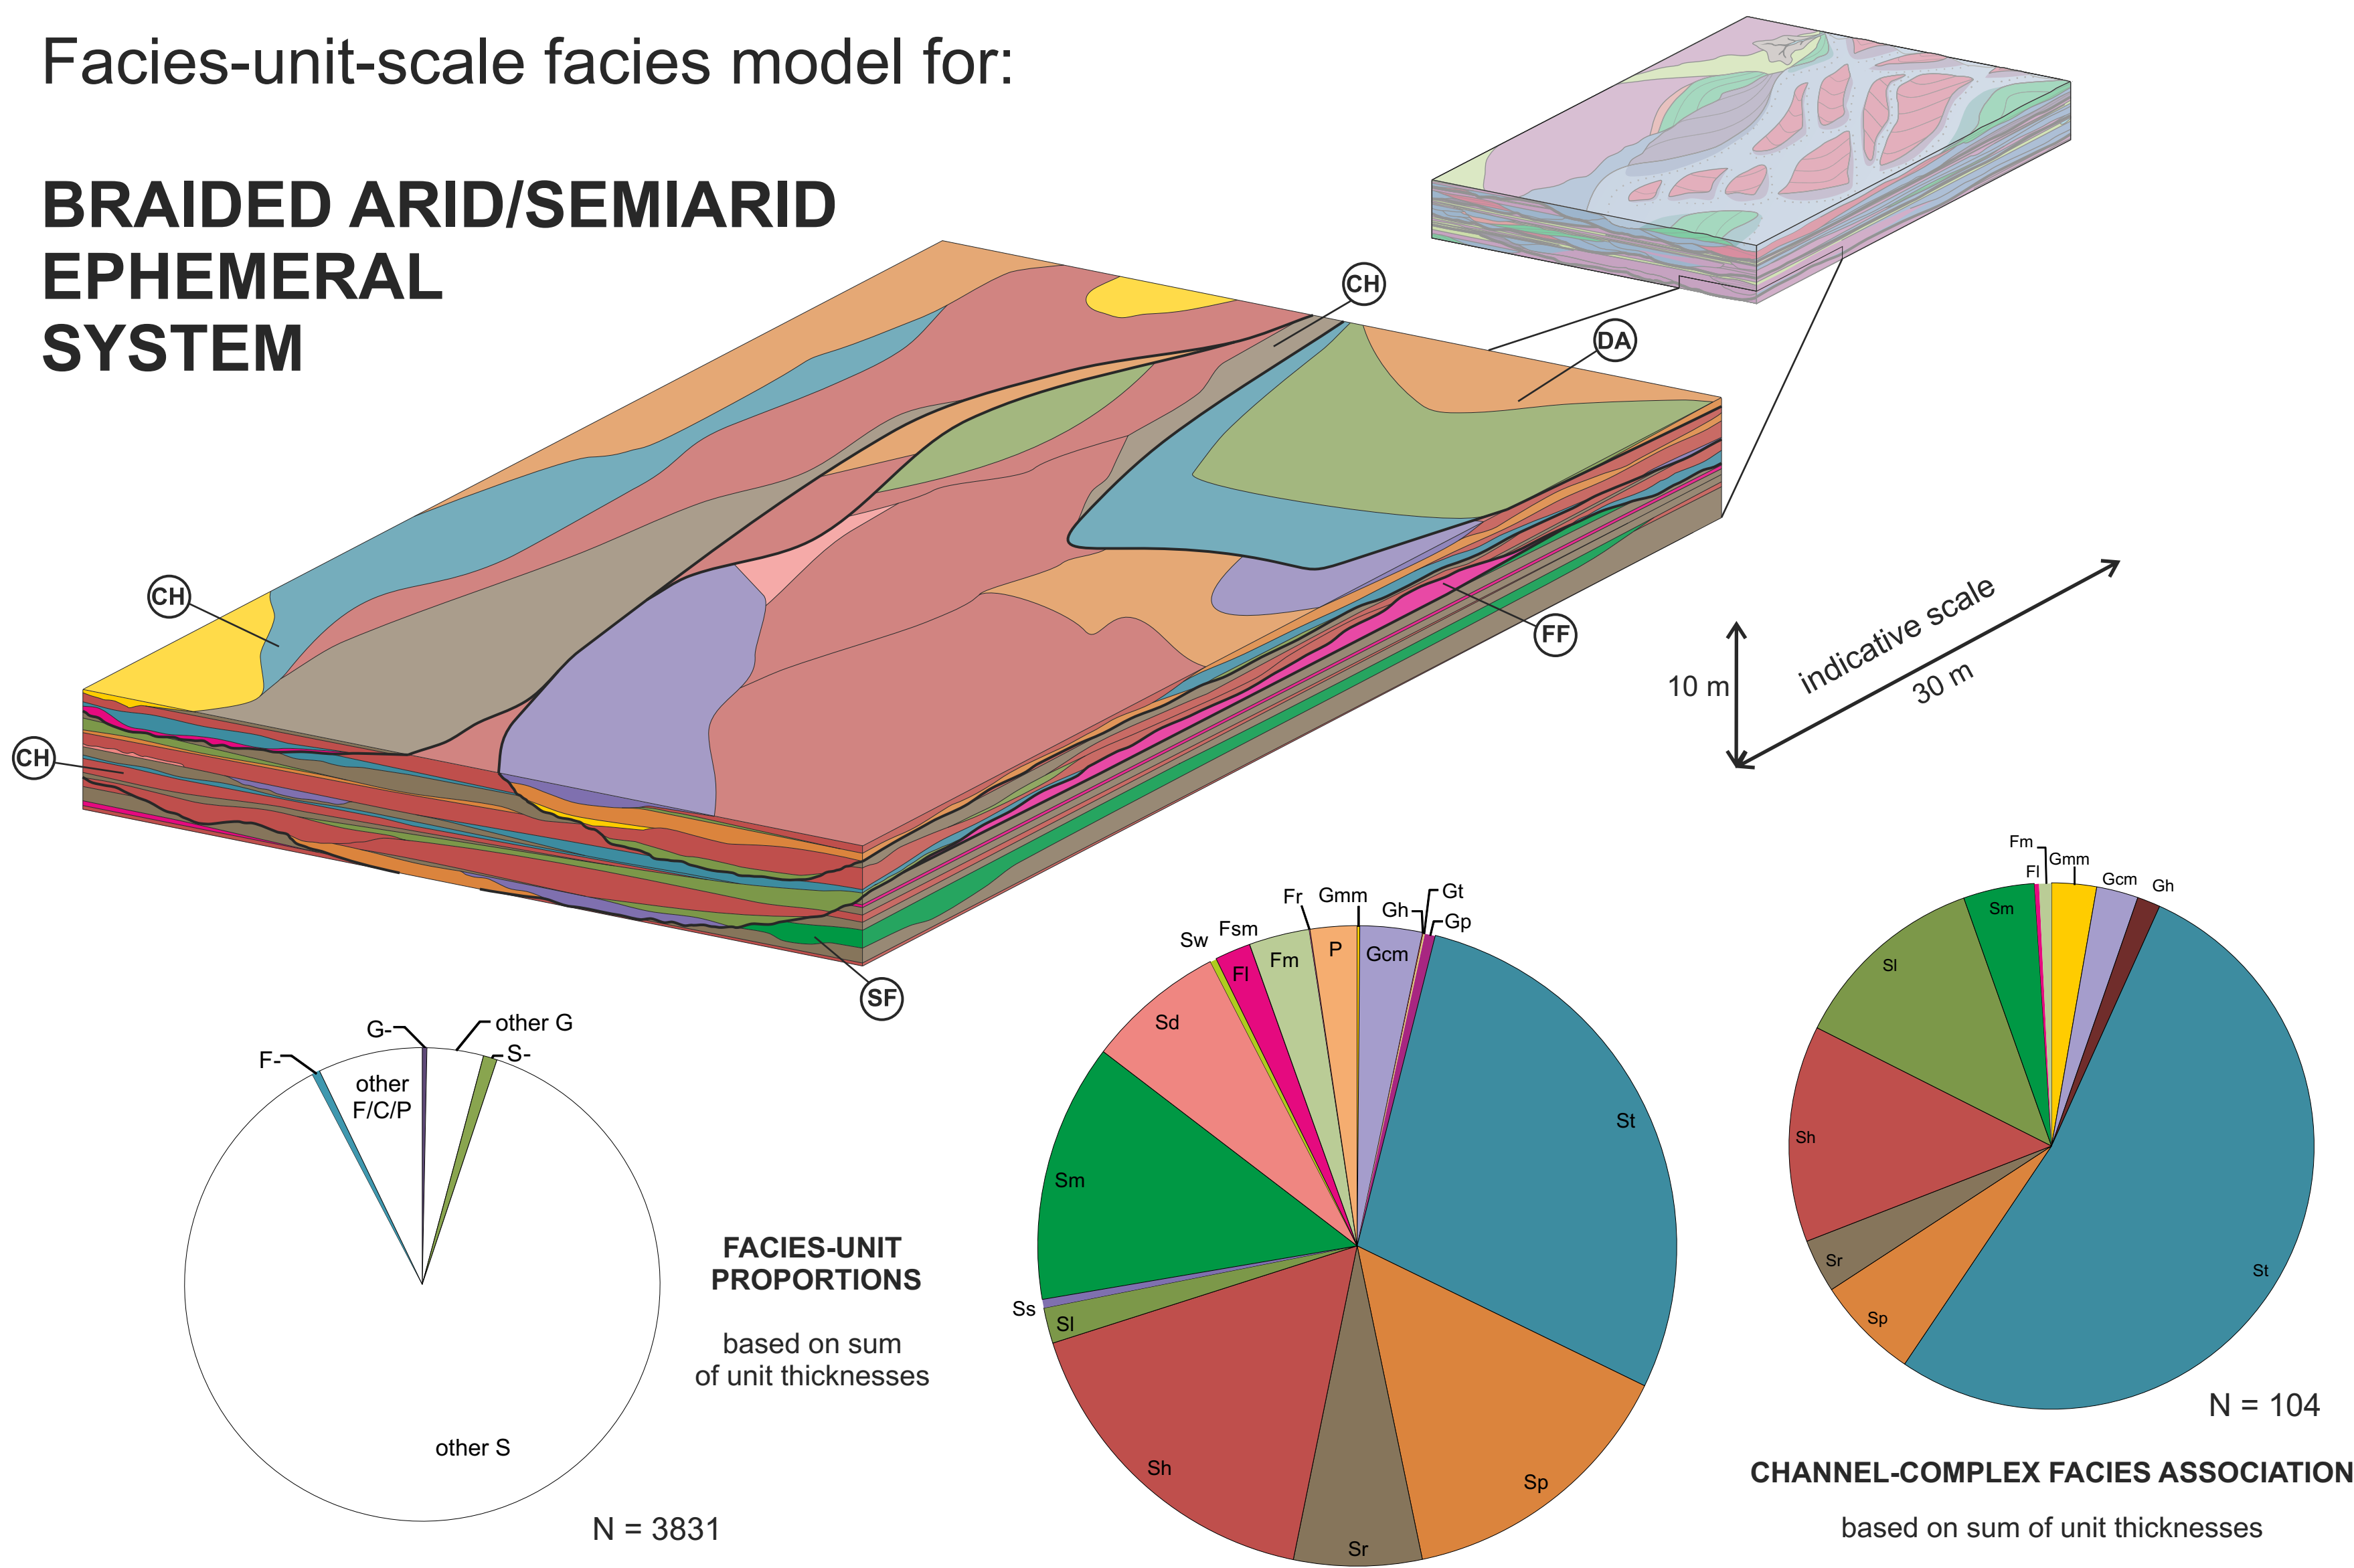 Facies-unit-scale facies model for:
BRAIDED ARID/SEMIARID
EPHEMERAL
SYSTEM
CH
DA
CH
FF
CH
SF
10 m
indicative scale
30 m
G-
other G
F-
S-
other
F/C/P
other S
N = 3831
FACIES-UNIT
PROPORTIONS
based on sum
of unit thicknesses
Fr
Gmm
Gt
Gh
Gp
Sw
Fsm
Fl
Fm
P
Gcm
Sd
St
Sm
Ss
Sl
Sh
Sp
Sr
Fm
Gmm
Fl
Gcm
Gh
Sm
Sl
Sh
Sr
Sp
St
N = 104
CHANNEL-COMPLEX FACIES ASSOCIATION
based on sum of unit thicknesses